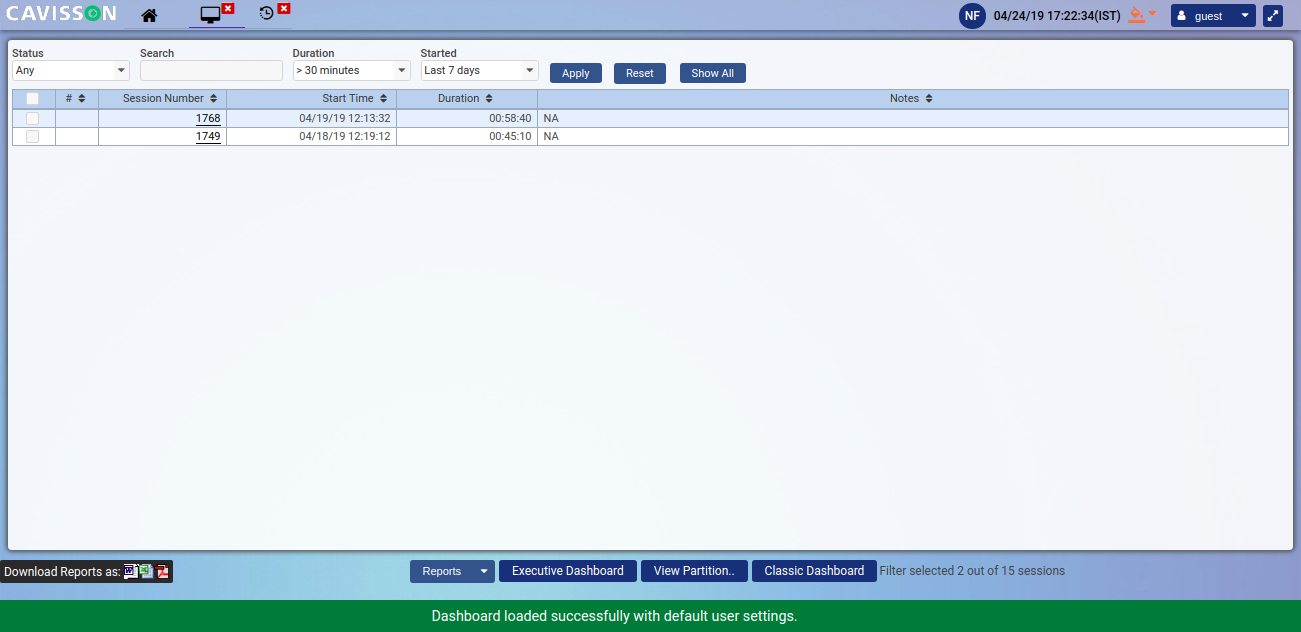 CAVISSON
NF 04/24/19 17:22:34(IST) guest
Status Search Duration Started
Any > 30 minutes Last 7 days Apply Reset Show All
# Session Number Start Time Duration Notes
1768 04/19/19 12:13:32 00:58:40 NA
1749 04/18/19 12:19:12 00:45:10 NA
Download Reports as: Reports Executive Dashboard View Partition.. Classic Dashboard Filter selected 2 out of 15 sessions
Dashboard loaded successfully with default user settings.